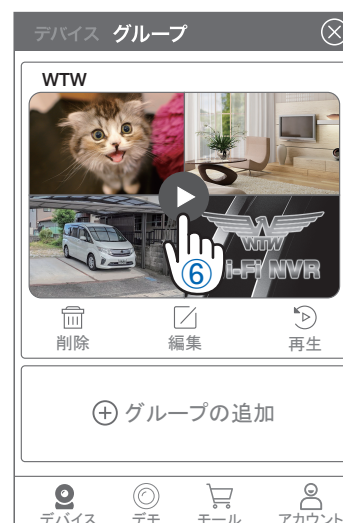 デバイス グループ
WTW
WTW
i-Fi NVR
⑥
削除 編集 再生
グループの追加
デバイス デモ モール アカウント